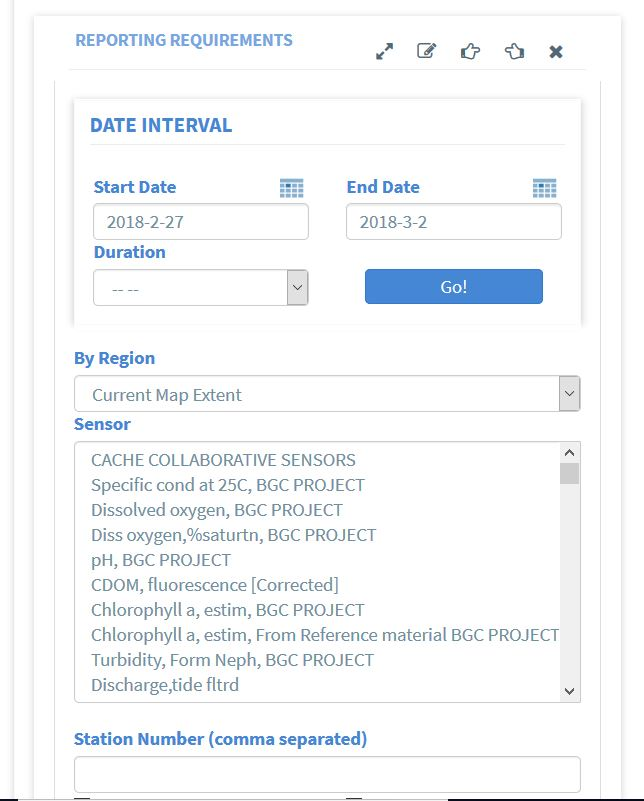 REPORTING REQUIREMENTS
DATE INTERVAL
Start Date
End Date
2018-2-27
2018-3-2
Duration
-- --
Go!
By Region
Current Map Extent
Sensor
CACHE COLLABORATIVE SENSORS
Specific cond at 25C, BGC PROJECT
Dissolved oxygen, BGC PROJECT
Diss oxygen,%saturtn, BGC PROJECT
pH, BGC PROJECT
CDOM, fluorescence [Corrected]
Chlorophyll a, estim, BGC PROJECT
Chlorophyll a, estim, From Reference material BGC PROJECT
Turbidity, Form Neph, BGC PROJECT
Discharge,tide fltrd
Station Number (comma separated)